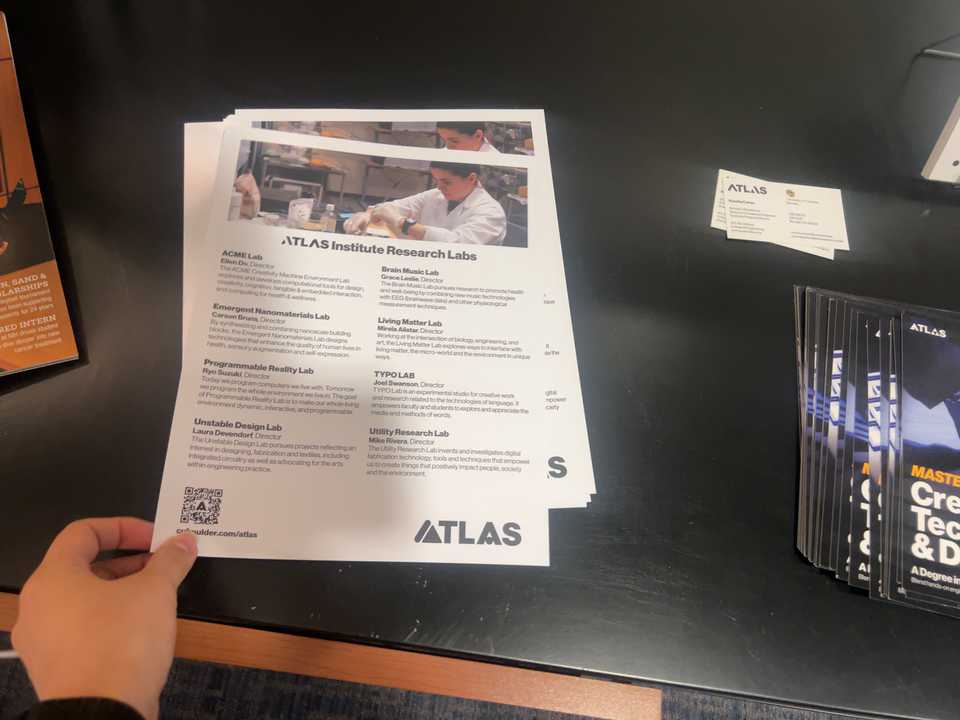 N, SAND &
OLARSHIPS
RED INTERN
cancer treatment
ATLAS Institute Research Labs
ACME Lab
Ellen Do, Director
The ACME Creativity Machine Environment Lab
explores and develops computational tools for design,
creativity, cognition, tangible & embedded interaction,
and computing for health & wellness.
Emergent Nanomaterials Lab
Carson Bruns, Director
By synthesizing and combining nanoscale building
blocks, the Emergent Nanomaterials Lab designs
technologies that enhance the quality of human lives in
health, sensory augmentation and self-expression.
Programmable Reality Lab
Ryo Suzuki, Director
Today we program computers we live with. Tomorrow
we program the environment we live in. The goal
of Programmable Reality Lab is to make our whole living
environment dynamic, interactive, and programmable.
Unstable Design Lab
Laura Devendorf, Director
The Unstable Design Lab pursues projects reflecting an
interest in designing, fabrication and textiles, including
integrated circuitry as well as advocating for the arts
within engineering practice.
Brain Music Lab
Grace Leslie, Director
The Brain Music Lab pursues research to promote health
and well-being by combining new music technologies
with EEG (brainwave data) and other physiological
measurement techniques.
Living Matter Lab
Mirela Alistar, Director
Working at the intersection of biology, engineering, and
art, the Living Matter Lab explores ways to interface with
living matter, the micro-world and the environment in unique
ways.
TYPO LAB
Joel Swanson, Director
TYPO Lab is an experimental studio for creative work
and research related to the technologies of language. It
empowers faculty and students to explore and appreciate the
media and methods of words.
Utility Research Lab
Mike Rivera, Director
The Utility Research Lab invents and investigates digital
fabrication technology, tools and techniques that empower
us to create things that positively impact people, society
and the environment.
boulder.com/atlas
ATLAS
S
ATLAS
ATLAS
MASTE
Cre
Tec
& D
A Degree in